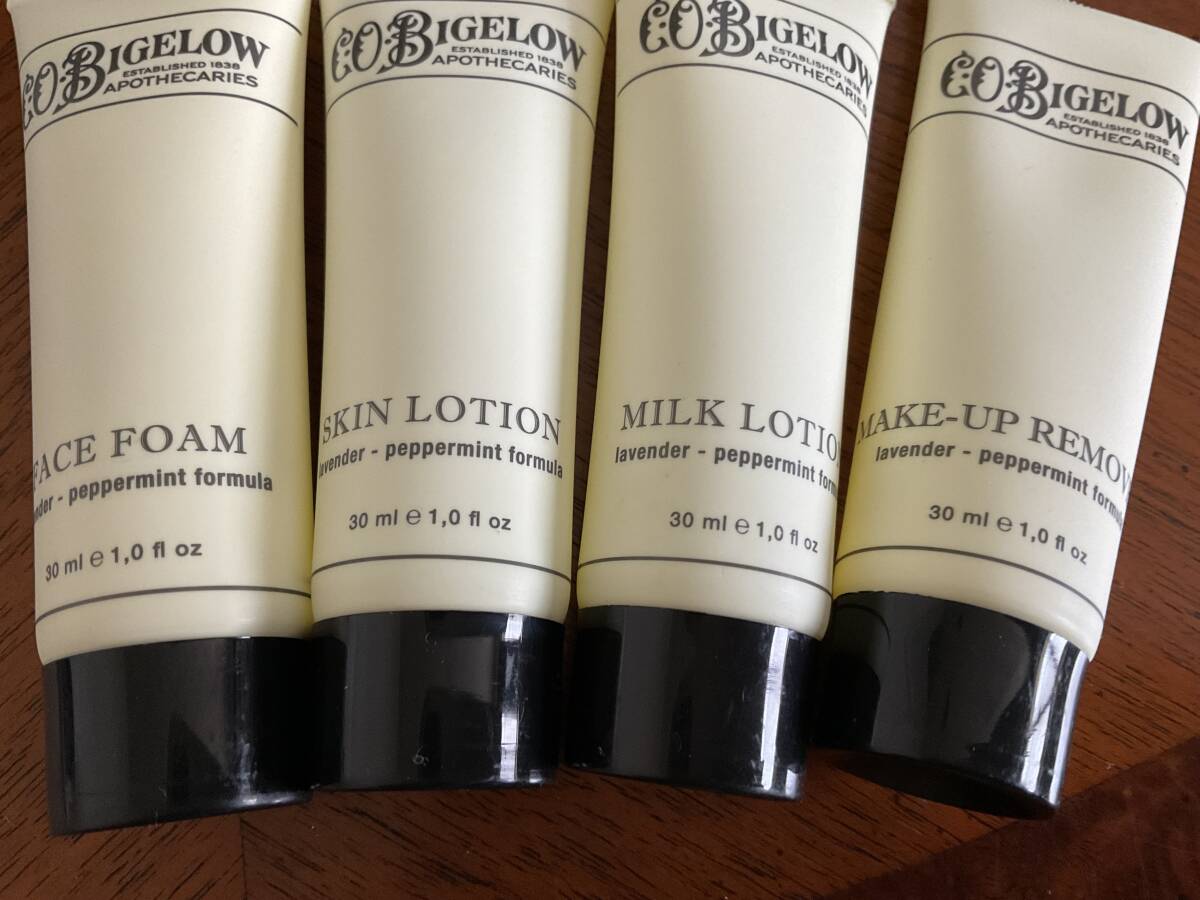 C.O. BIGELOW
ESTABLISHED 1838
APOTHECARIES
FACE FOAM
nder - peppermint formula
30 ml e 1,0 fl oz
C.O. BIGELOW
ESTABLISHED 1838
APOTHECARIES
SKIN LOTION
lavender - peppermint formula
30 ml e 1,0 fl oz
C.O. BIGELOW
ESTABLISHED 1838
APOTHECARIES
MILK LOTIO
lavender - peppermint formu
30 ml e 1,0 fl oz
C.O. BIGELOW
ESTABLISHED 1838
APOTHECARIES
MAKE-UP REMOV
lavender - peppermint formula
30 ml e 1,0 fl oz